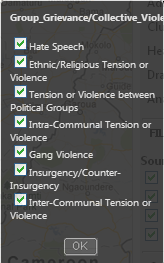 Group_Grievance/Collective_Viole
Hate Speech
Ethnic/Religious Tension or
Violence
Tension or Violence between
Political Groups
Intra-Communal Tension or
Violence
Gang Violence
Insurgency/Counter-
Insurgency
Inter-Communal Tension or
Violence
OK